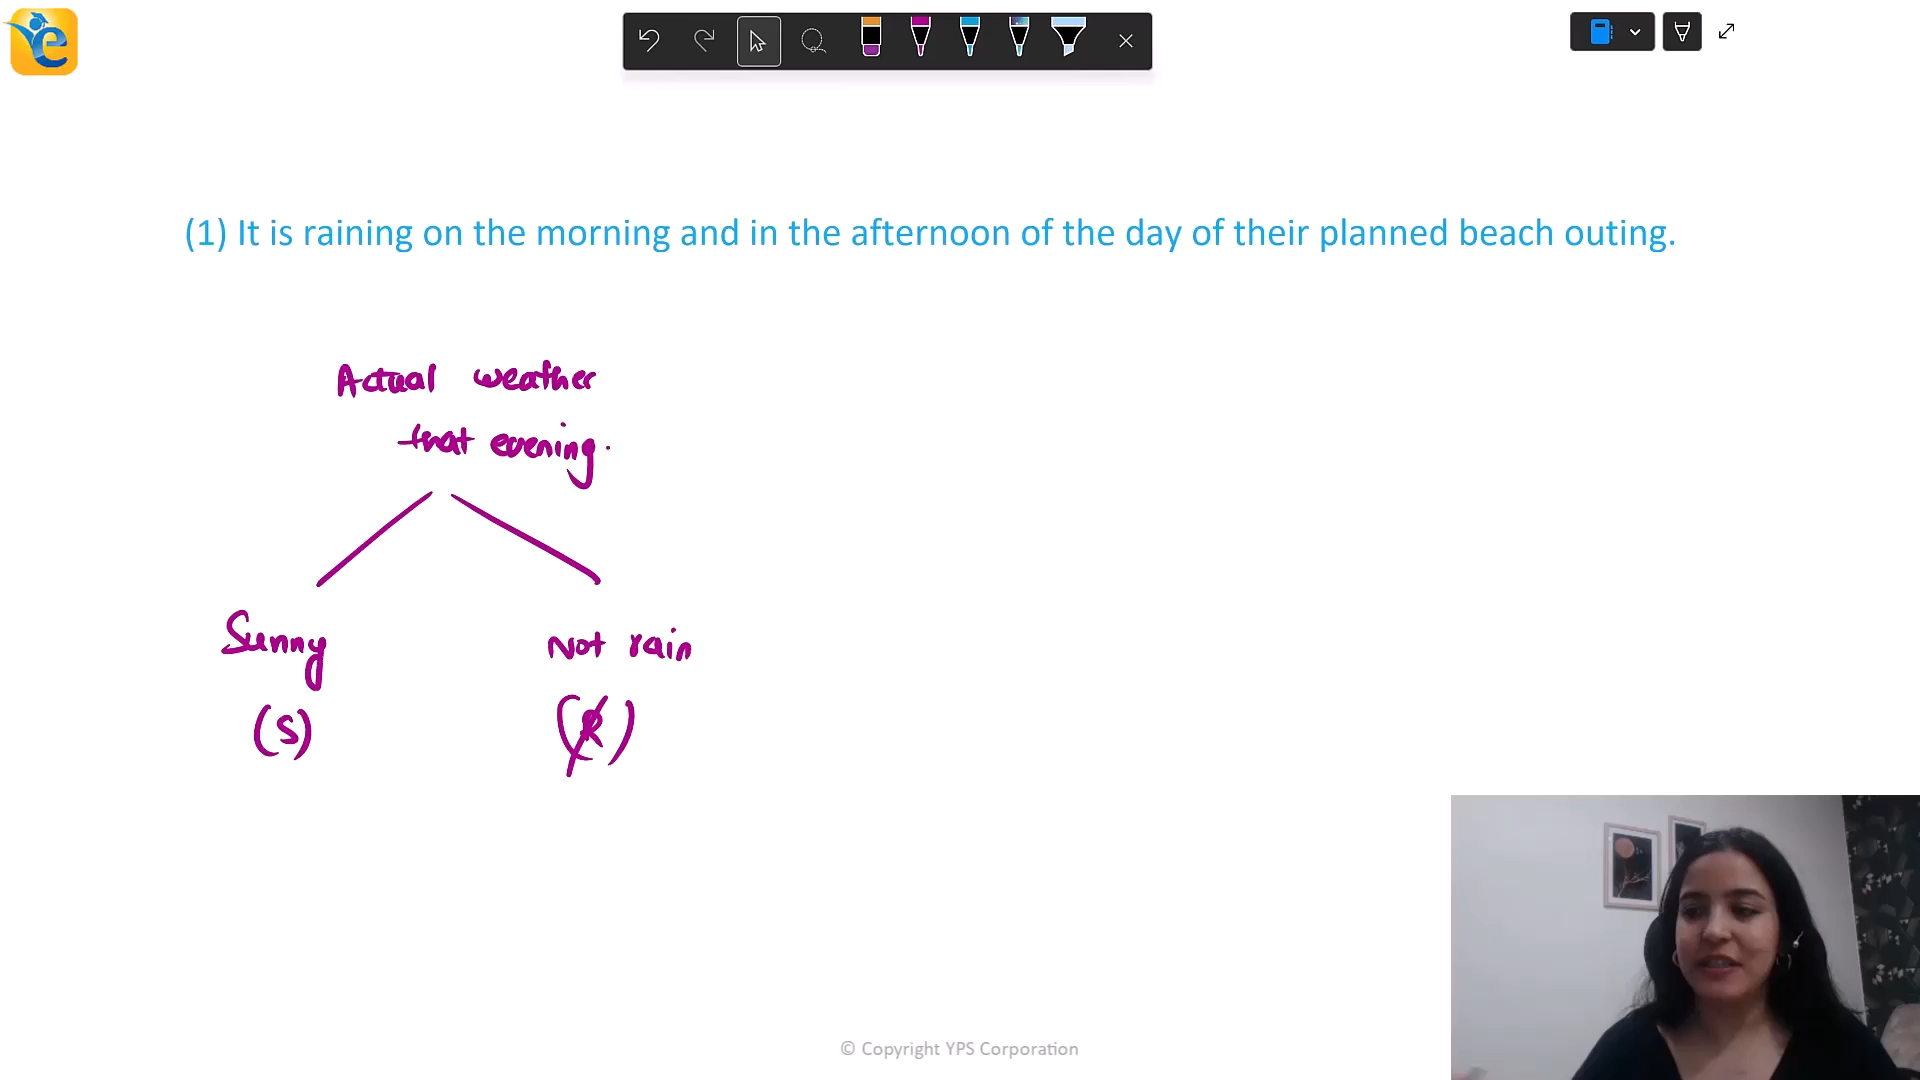 (1) It is raining on the morning and in the afternoon of the day of their planned beach outing.
Actual weather
that evening.
Sunny
Not rain
(S)
(R)
© Copyright YPS Corporation